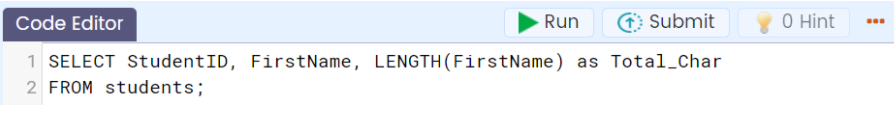 Code Editor Run Submit 0 Hint
1 SELECT StudentID, FirstName, LENGTH(FirstName) as Total_Char
2 FROM students;